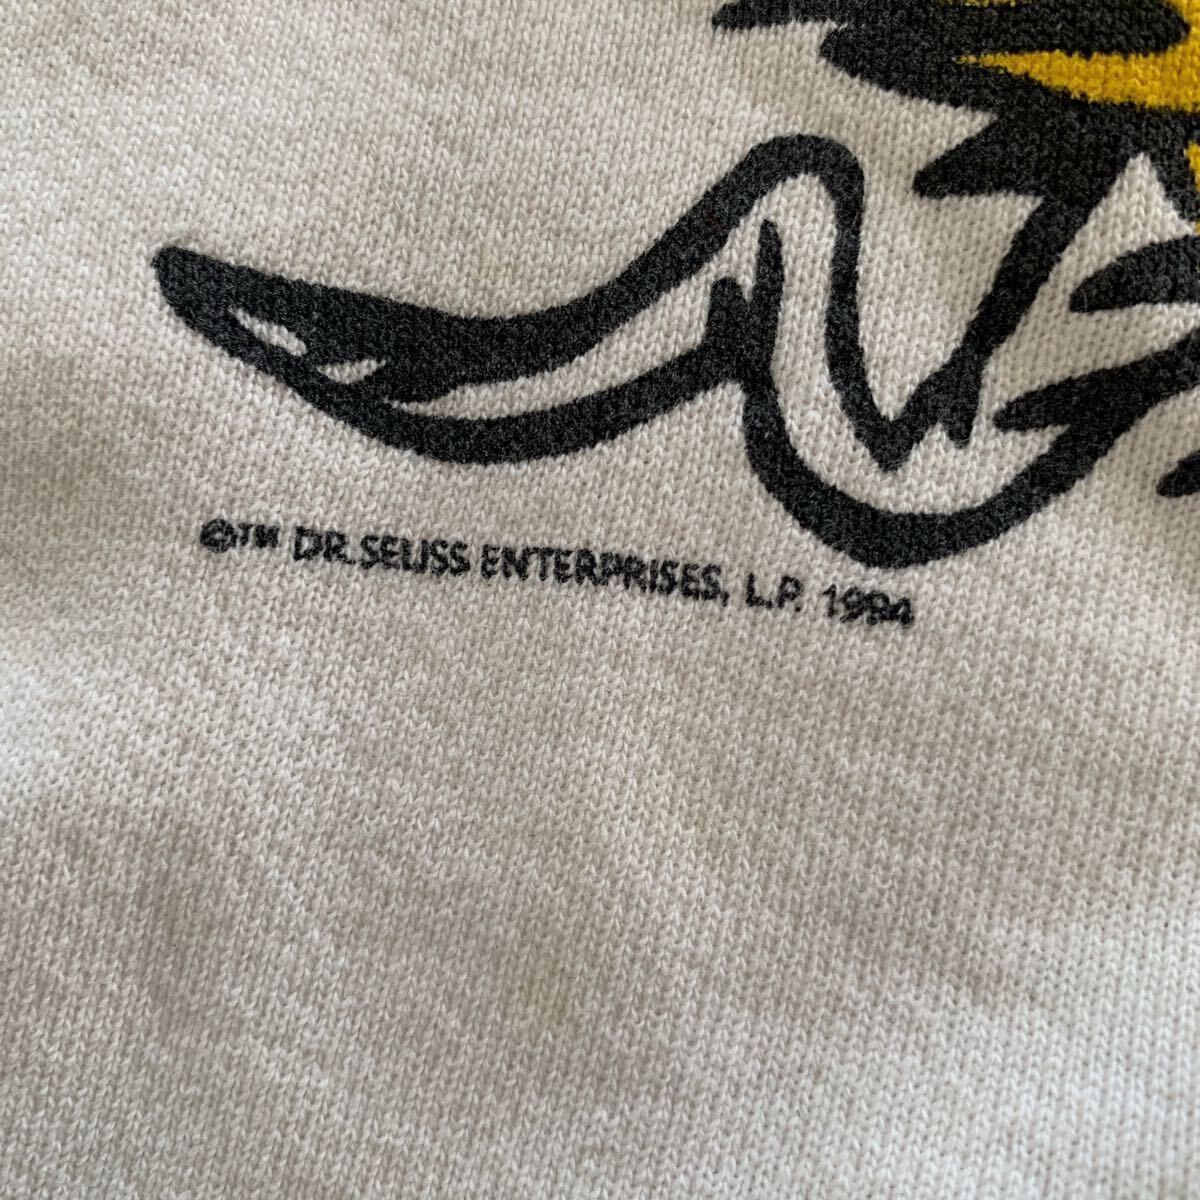 ©™ DR. SEUSS ENTERPRISES, L.P. 1994